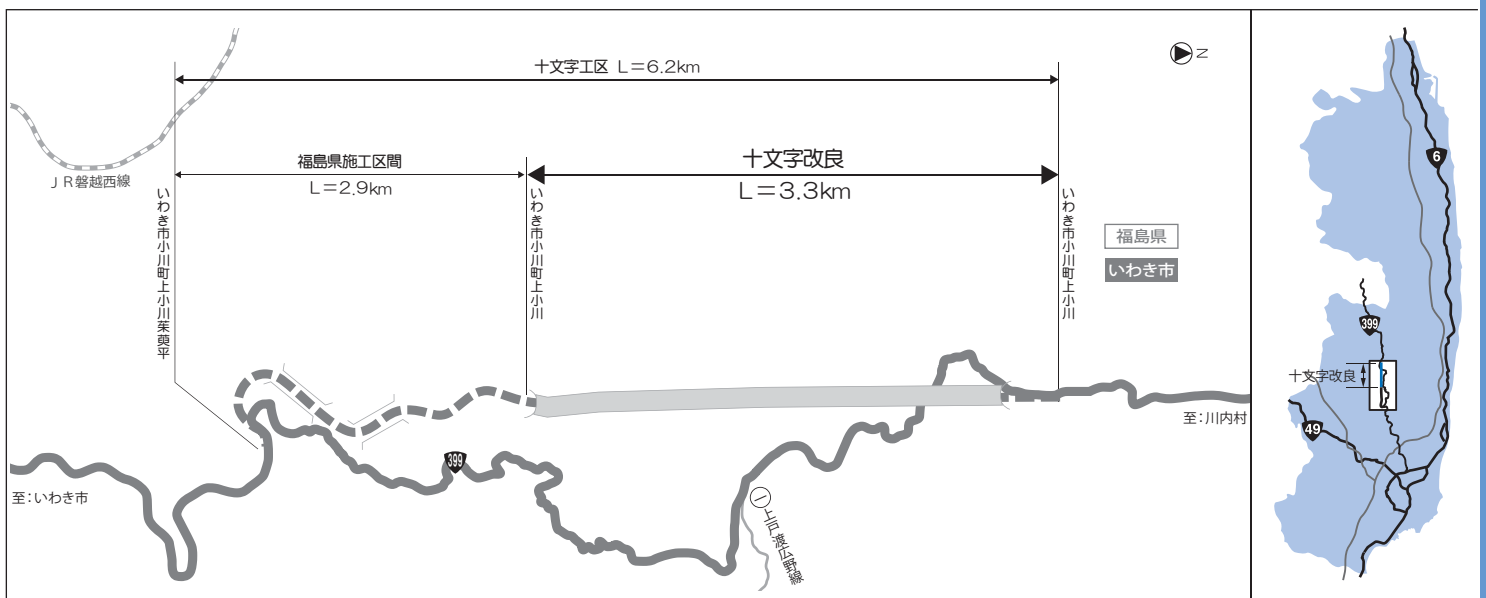 十文字工区 L=6.2km
N
福島県施工区間
L=2.9km
十文字改良
L=3.3km
JR磐越西線
いわき市小川町上小川茱萸平
いわき市小川町上小川
いわき市小川町上小川
福島県
いわき市
399
至:いわき市
至:川内村
一
上戸渡広野線
6
399
十文字改良
49